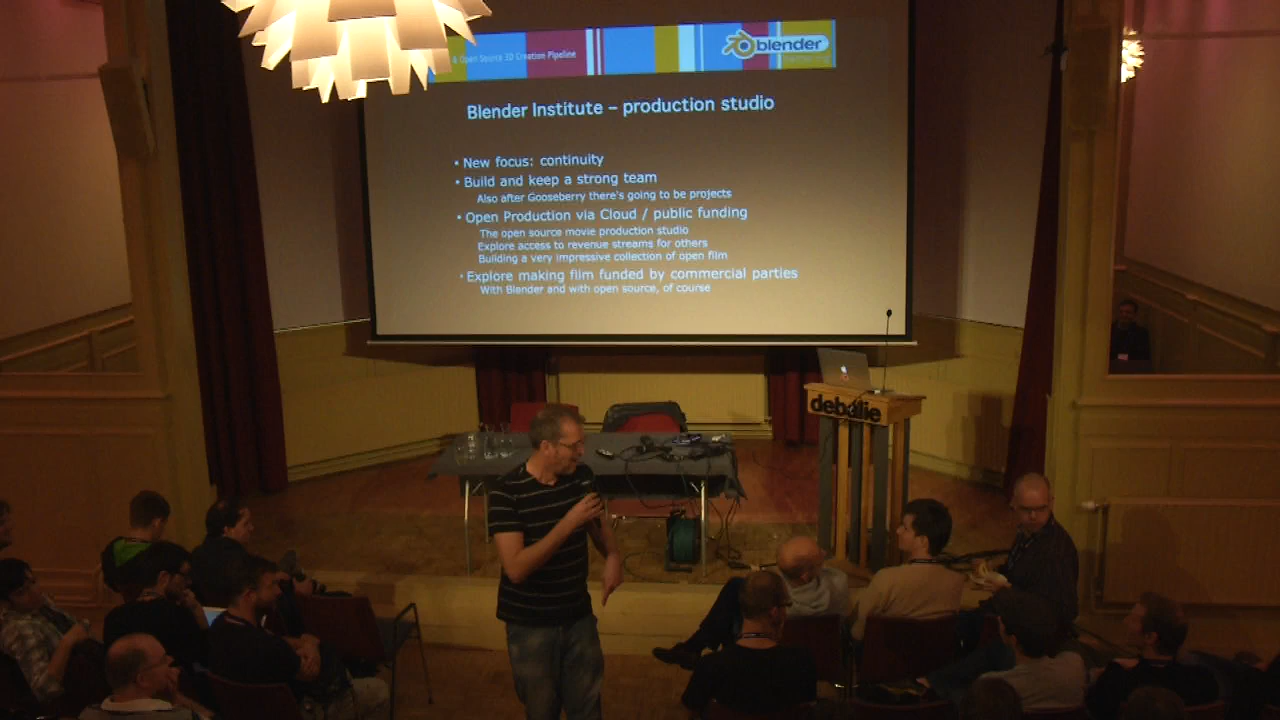 A Open Source 3D Creation Pipeline
blender
Blender Institute – production studio
• New focus: continuity
• Build and keep a strong team
Also after Gooseberry there's going to be projects
• Open Production via Cloud / public funding
The open source movie production studio
Explore access to revenue streams for others
Building a very impressive collection of open film
• Explore making film funded by commercial parties
With Blender and with open source, of course
debalie